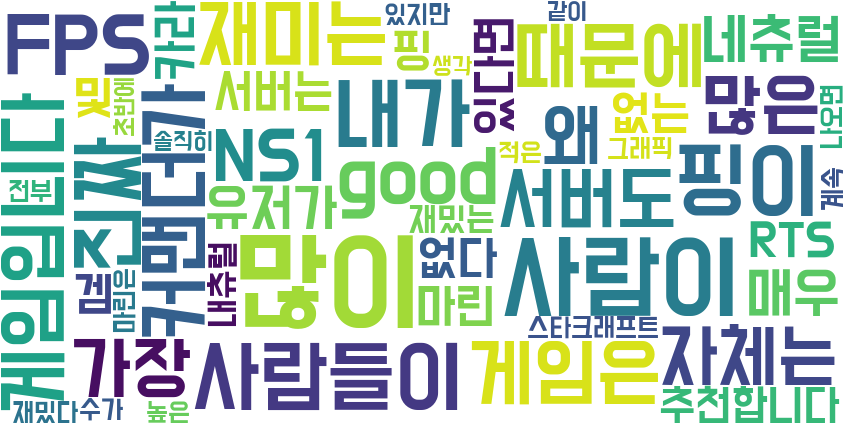 FPS
카라
재미는
핑
있지만
생각
있다면
같이
때문에
네츄럴
및
초반에
서버는
내가
왜
없는
많은
나오면
게임입니다
진짜
커맨더가
솔직히
NS1
good
적은
그래픽
핑이
계속
전부
유저가
재밌는
서버도
RTS
겜
마린은
내츄럴
많이
없다
마린
사람이
매우
스타크래프트
가장
사람들이
게임은
자체는
재밌다
수가
높은
추천합니다